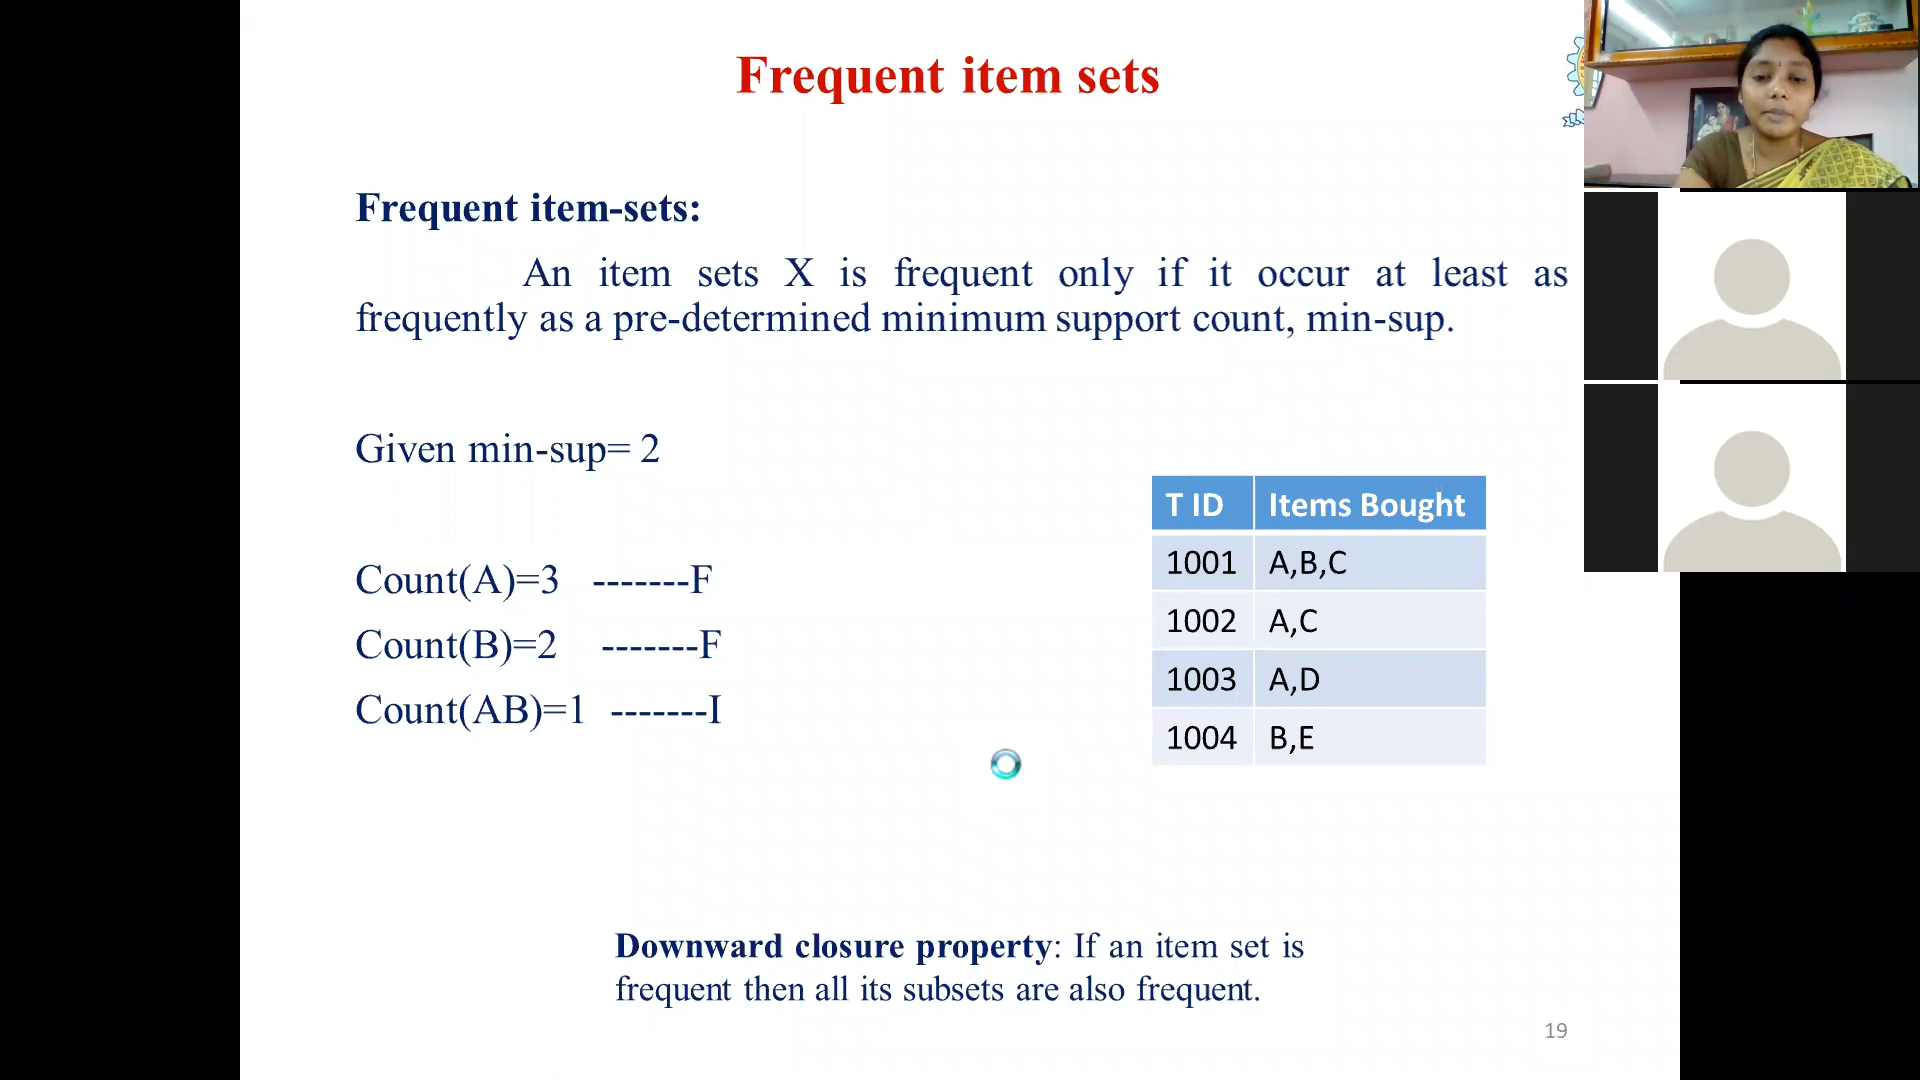 Frequent item sets
Frequent item-sets:
An item sets X is frequent only if it occur at least as
frequently as a pre-determined minimum support count, min-sup.
Given min-sup= 2
Count(A)=3 -------F
Count(B)=2 -------F
Count(AB)=1 -------I
T ID Items Bought
1001 A,B,C
1002 A,C
1003 A,D
1004 B,E
Downward closure property: If an item set is
frequent then all its subsets are also frequent.
19